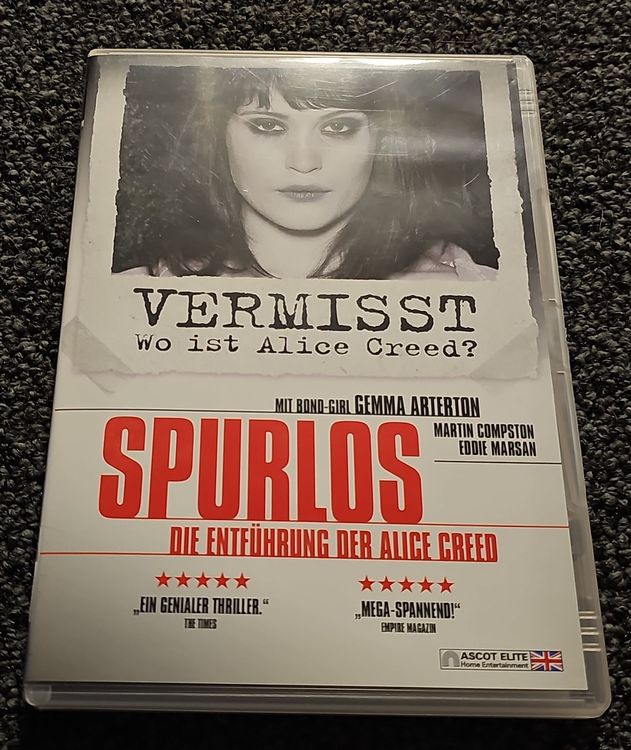 VERMISST
Wo ist Alice Creed?
MIT BOND-GIRL GEMMA ARTERTON
MARTIN COMPSTON
EDDIE MARSAN
SPURLOS
DIE ENTFÜHRUNG DER ALICE CREED
„EIN GENIALER THRILLER.“
THE TIMES
„MEGA-SPANNEND!“
EMPIRE MAGAZIN
ASCOT ELITE
Home Entertainment